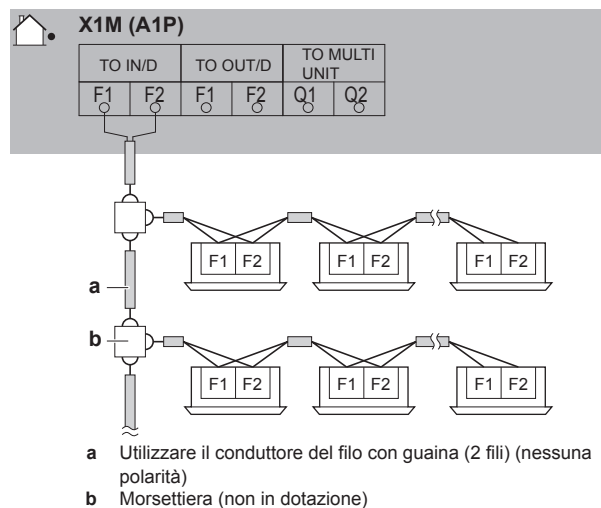 X1M (A1P)
TO IN/D TO OUT/D TO MULTI UNIT
F1 F2 F1 F2 Q1 Q2
F1 F2 F1 F2 F1 F2
a
b
F1 F2 F1 F2 F1 F2
a Utilizzare il conduttore del filo con guaina (2 fili) (nessuna
polarità)
b Morsettiera (non in dotazione)